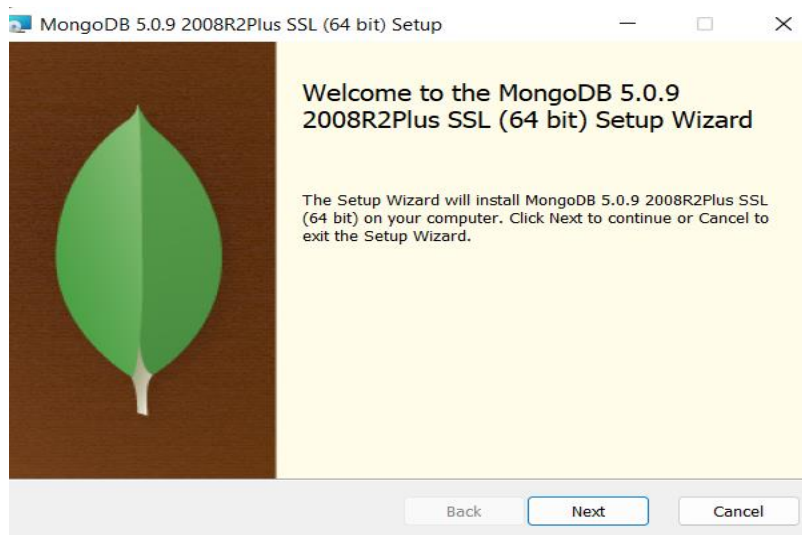 MongoDB 5.0.9 2008R2Plus SSL (64 bit) Setup
Welcome to the MongoDB 5.0.9
2008R2Plus SSL (64 bit) Setup Wizard
The Setup Wizard will install MongoDB 5.0.9 2008R2Plus SSL
(64 bit) on your computer. Click Next to continue or Cancel to
exit the Setup Wizard.
Back Next Cancel